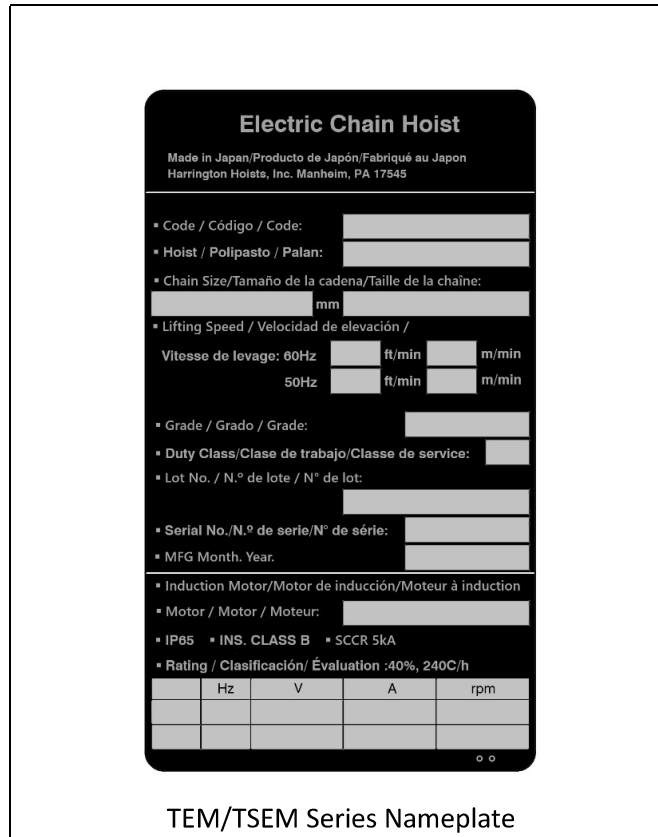 Electric Chain Hoist
Made in Japan/Producto de Japón/Fabriqué au Japon
Harrington Hoists, Inc. Manheim, PA 17545
▪ Code / Código / Code:
▪ Hoist / Polipasto / Palan:
▪ Chain Size/Tamaño de la cadena/Taille de la chaîne:
mm
▪ Lifting Speed / Velocidad de elevación /
Vitesse de levage: 60Hz ft/min m/min
50Hz ft/min m/min
▪ Grade / Grado / Grade:
▪ Duty Class/Clase de trabajo/Classe de service:
▪ Lot No. / N.º de lote / N° de lot:
▪ Serial No./N.º de serie/N° de série:
▪ MFG Month. Year.
▪ Induction Motor/Motor de inducción/Moteur à induction
▪ Motor / Motor / Moteur:
▪ IP65 ▪ INS. CLASS B ▪ SCCR 5kA
▪ Rating / Clasificación/ Évaluation :40%, 240C/h
Hz V A rpm
TEM/TSEM Series Nameplate